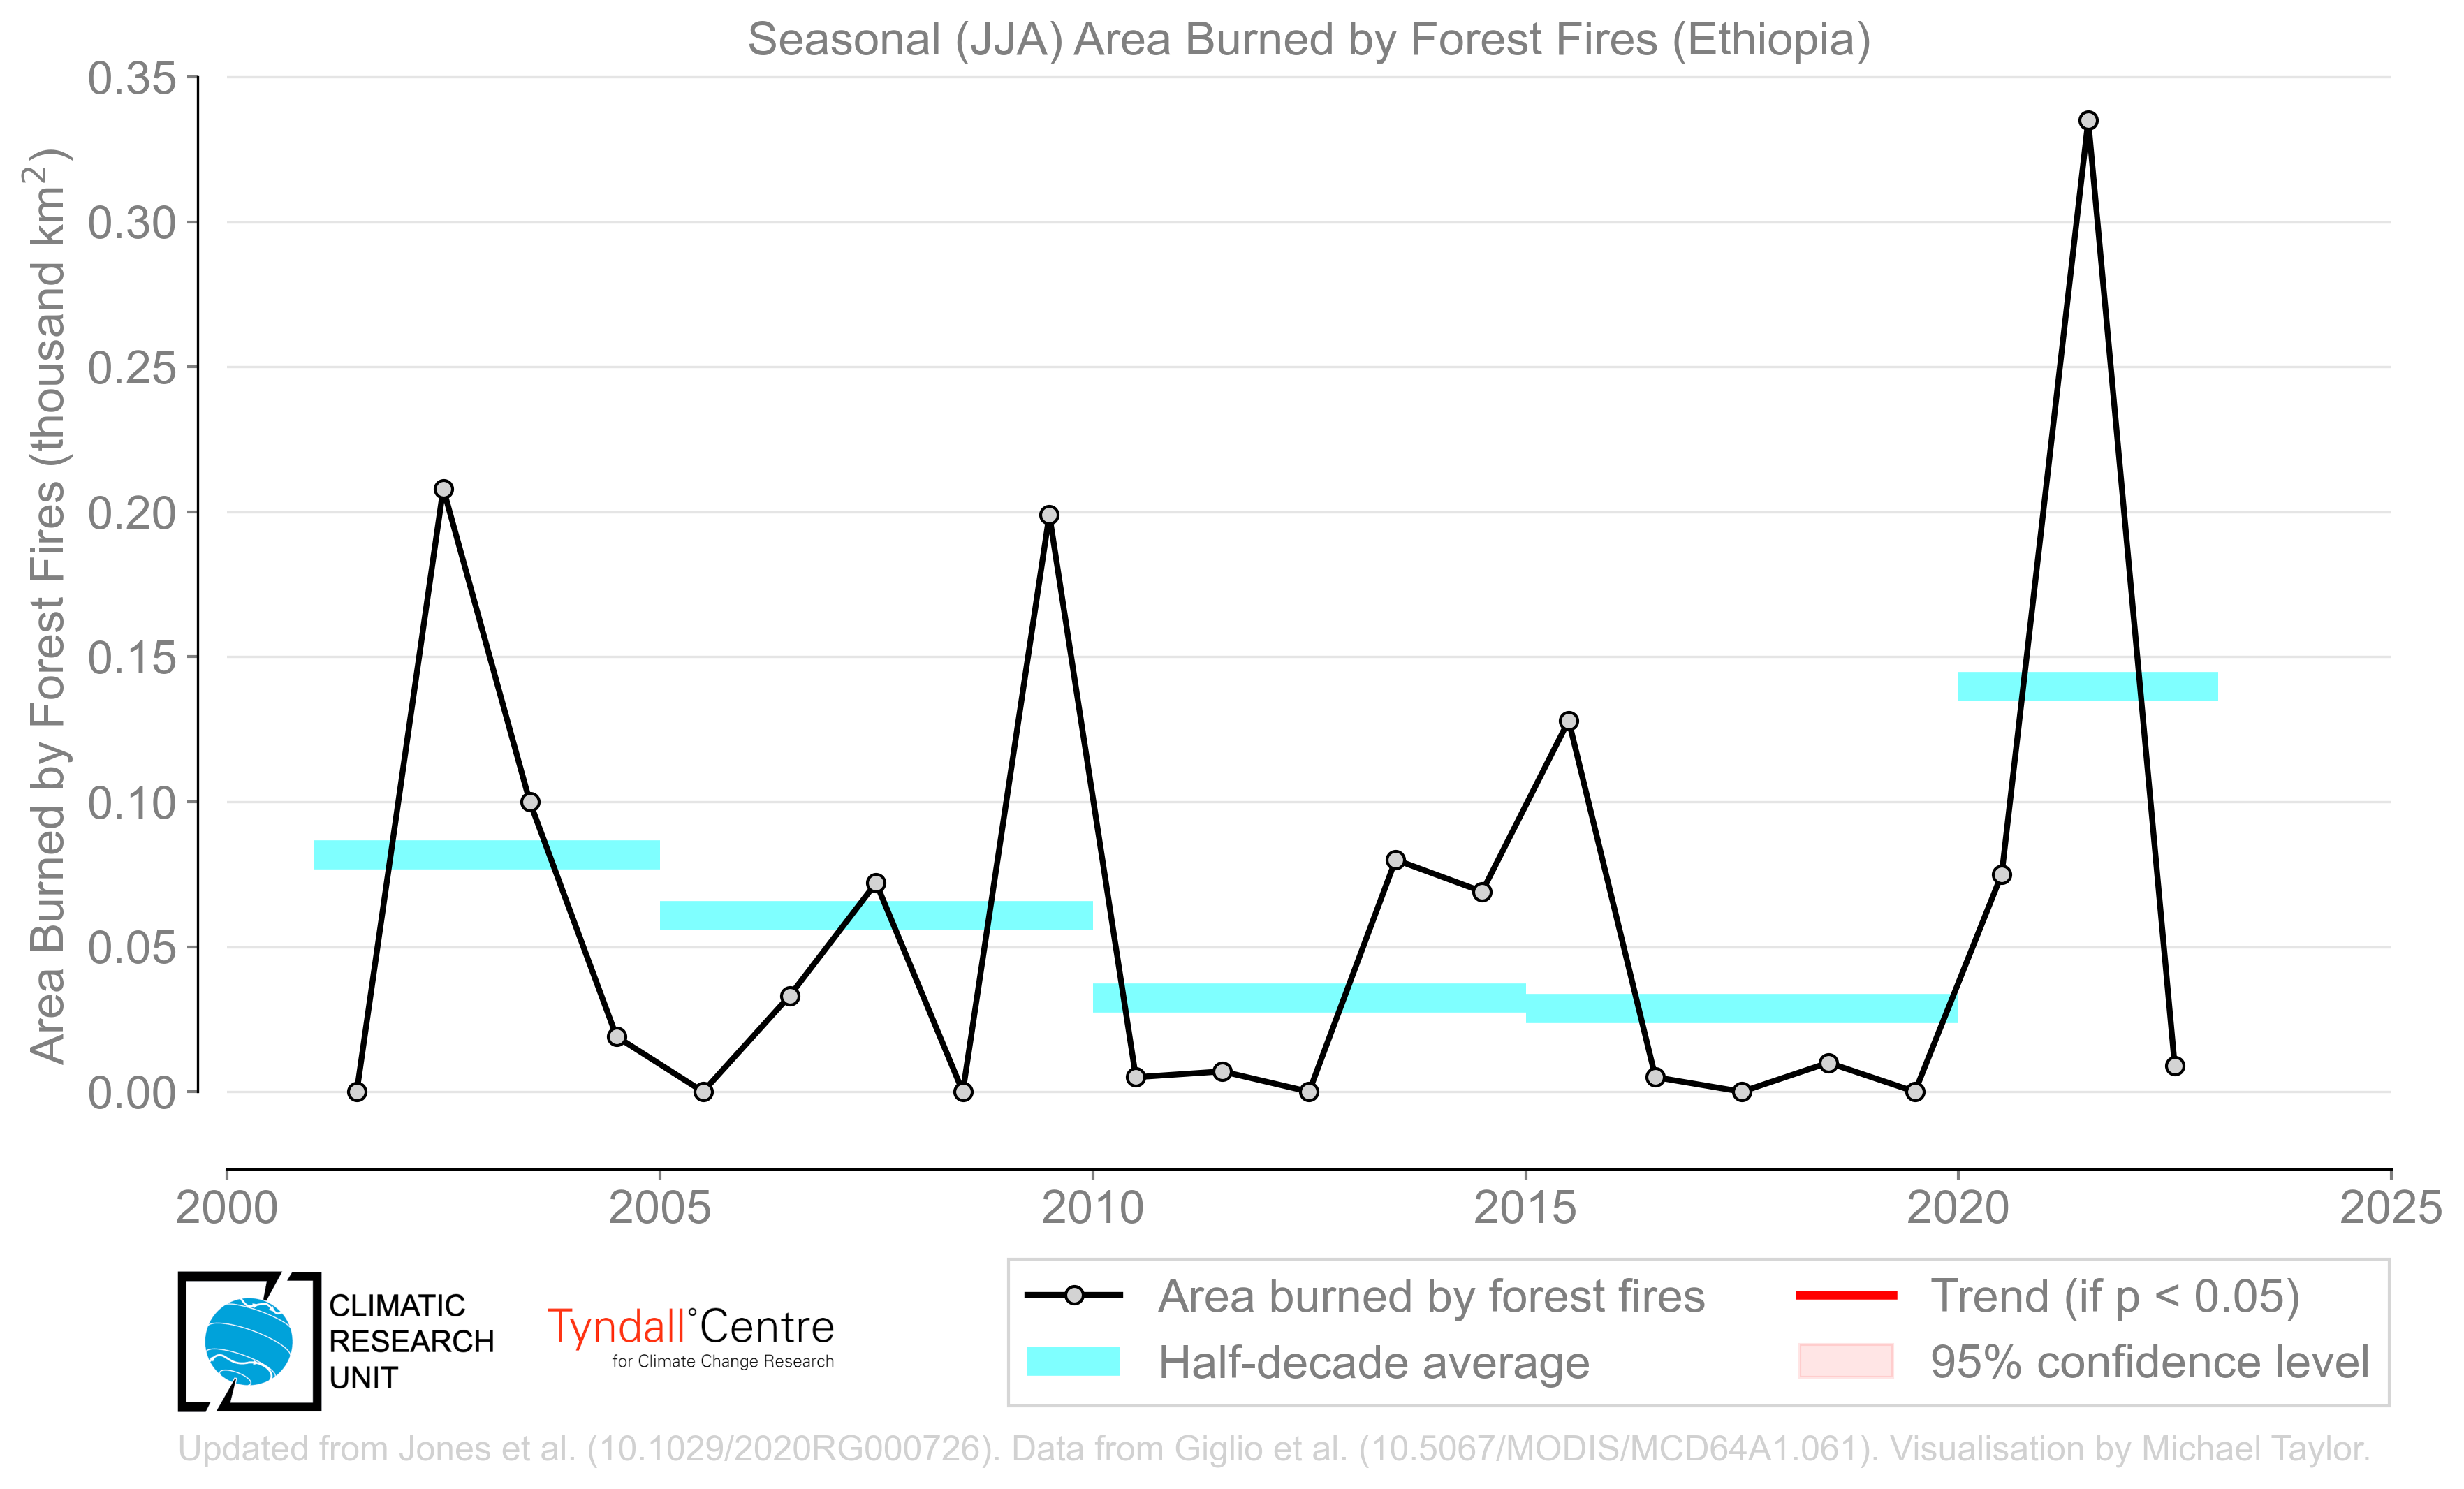 Seasonal (JJA) Area Burned by Forest Fires (Ethiopia)
Area Burned by Forest Fires (thousand km²)
0.35
0.30
0.25
0.20
0.15
0.10
0.05
0.00
2000 2005 2010 2015 2020 2025
CLIMATIC
RESEARCH
UNIT
Tyndall°Centre
for Climate Change Research
Area burned by forest fires
Half-decade average
Trend (if p < 0.05)
95% confidence level
Updated from Jones et al. (10.1029/2020RG000726). Data from Giglio et al. (10.5067/MODIS/MCD64A1.061). Visualisation by Michael Taylor.